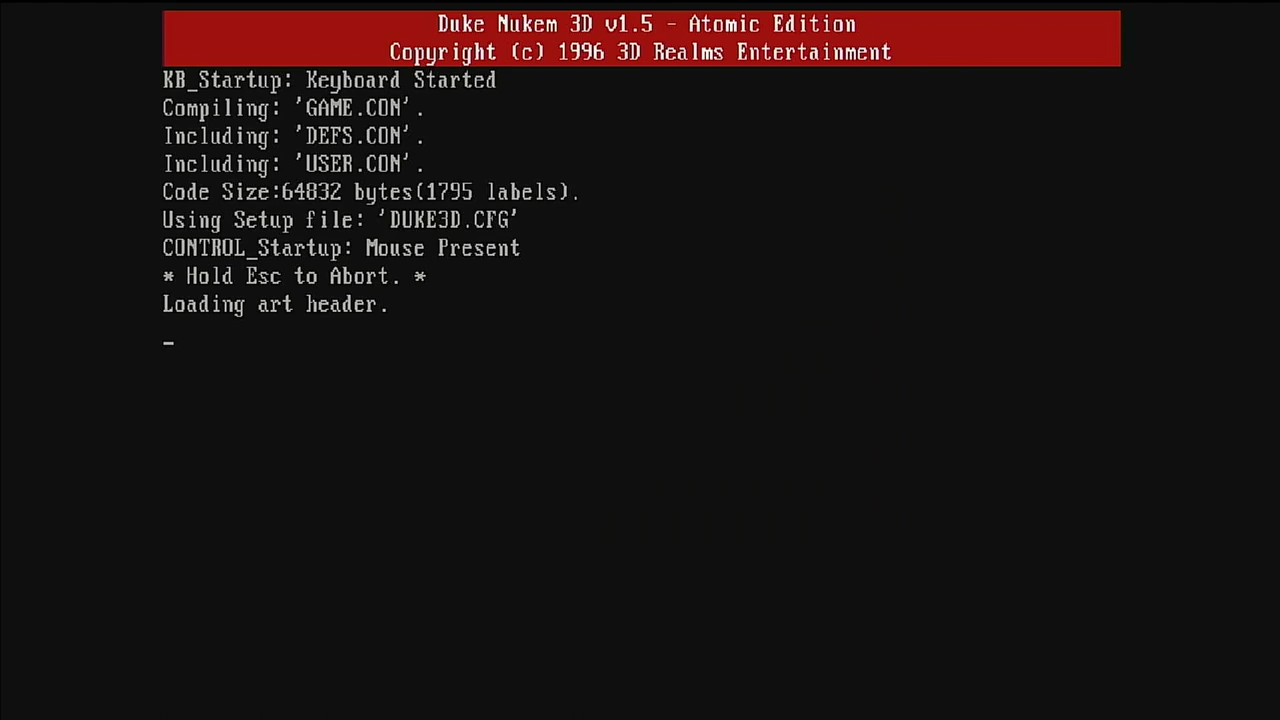 Duke Nukem 3D v1.5 - Atomic Edition
Copyright (c) 1996 3D Realms Entertainment
KB_Startup: Keyboard Started
Compiling: 'GAME.CON'.
Including: 'DEFS.CON'.
Including: 'USER.CON'.
Code Size:64832 bytes(1795 labels).
Using Setup file: 'DUKE3D.CFG'
CONTROL_Startup: Mouse Present
* Hold Esc to Abort. *
Loading art header.